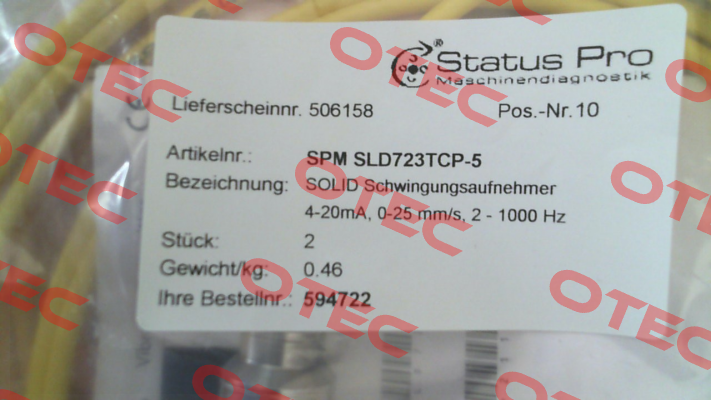 Status Pro®
Maschinendiagnostik
Lieferscheinnr. 506158 Pos.-Nr. 10
Artikelnr.: SPM SLD723TCP-5
Bezeichnung: SOLID Schwingungsaufnehmer
4-20mA, 0-25 mm/s, 2 - 1000 Hz
Stück: 2
Gewicht/kg: 0.46
Ihre Bestellnr.: 594722
OTEC